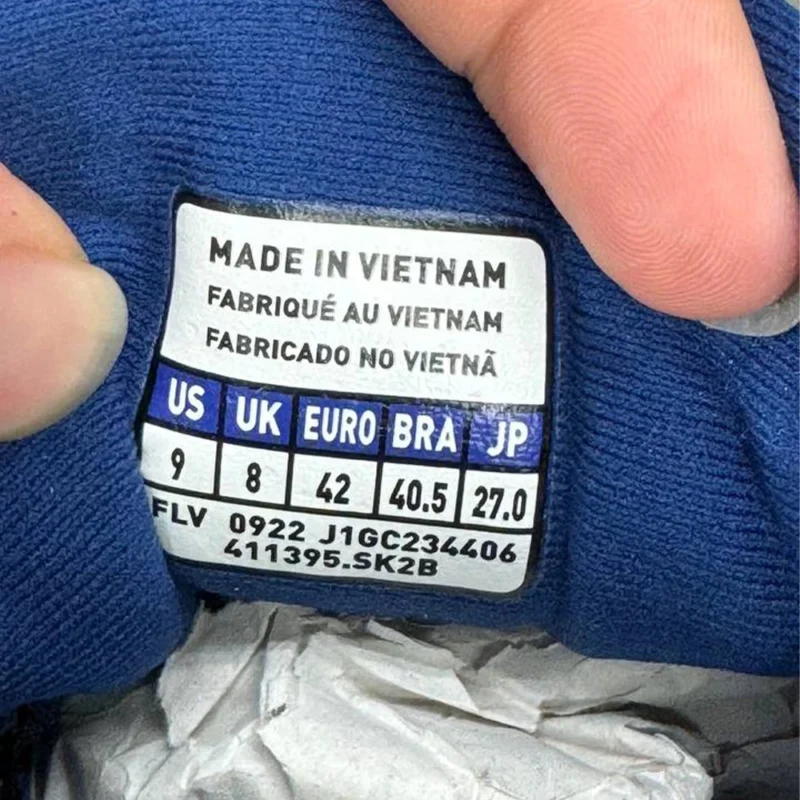 MADE IN VIETNAM
FABRIQUÉ AU VIETNAM
FABRICADO NO VIETNÃ
US UK EURO BRA JP
9 8 42 40.5 27.0
FLV 0922 J1GC234406
411395.SK2B